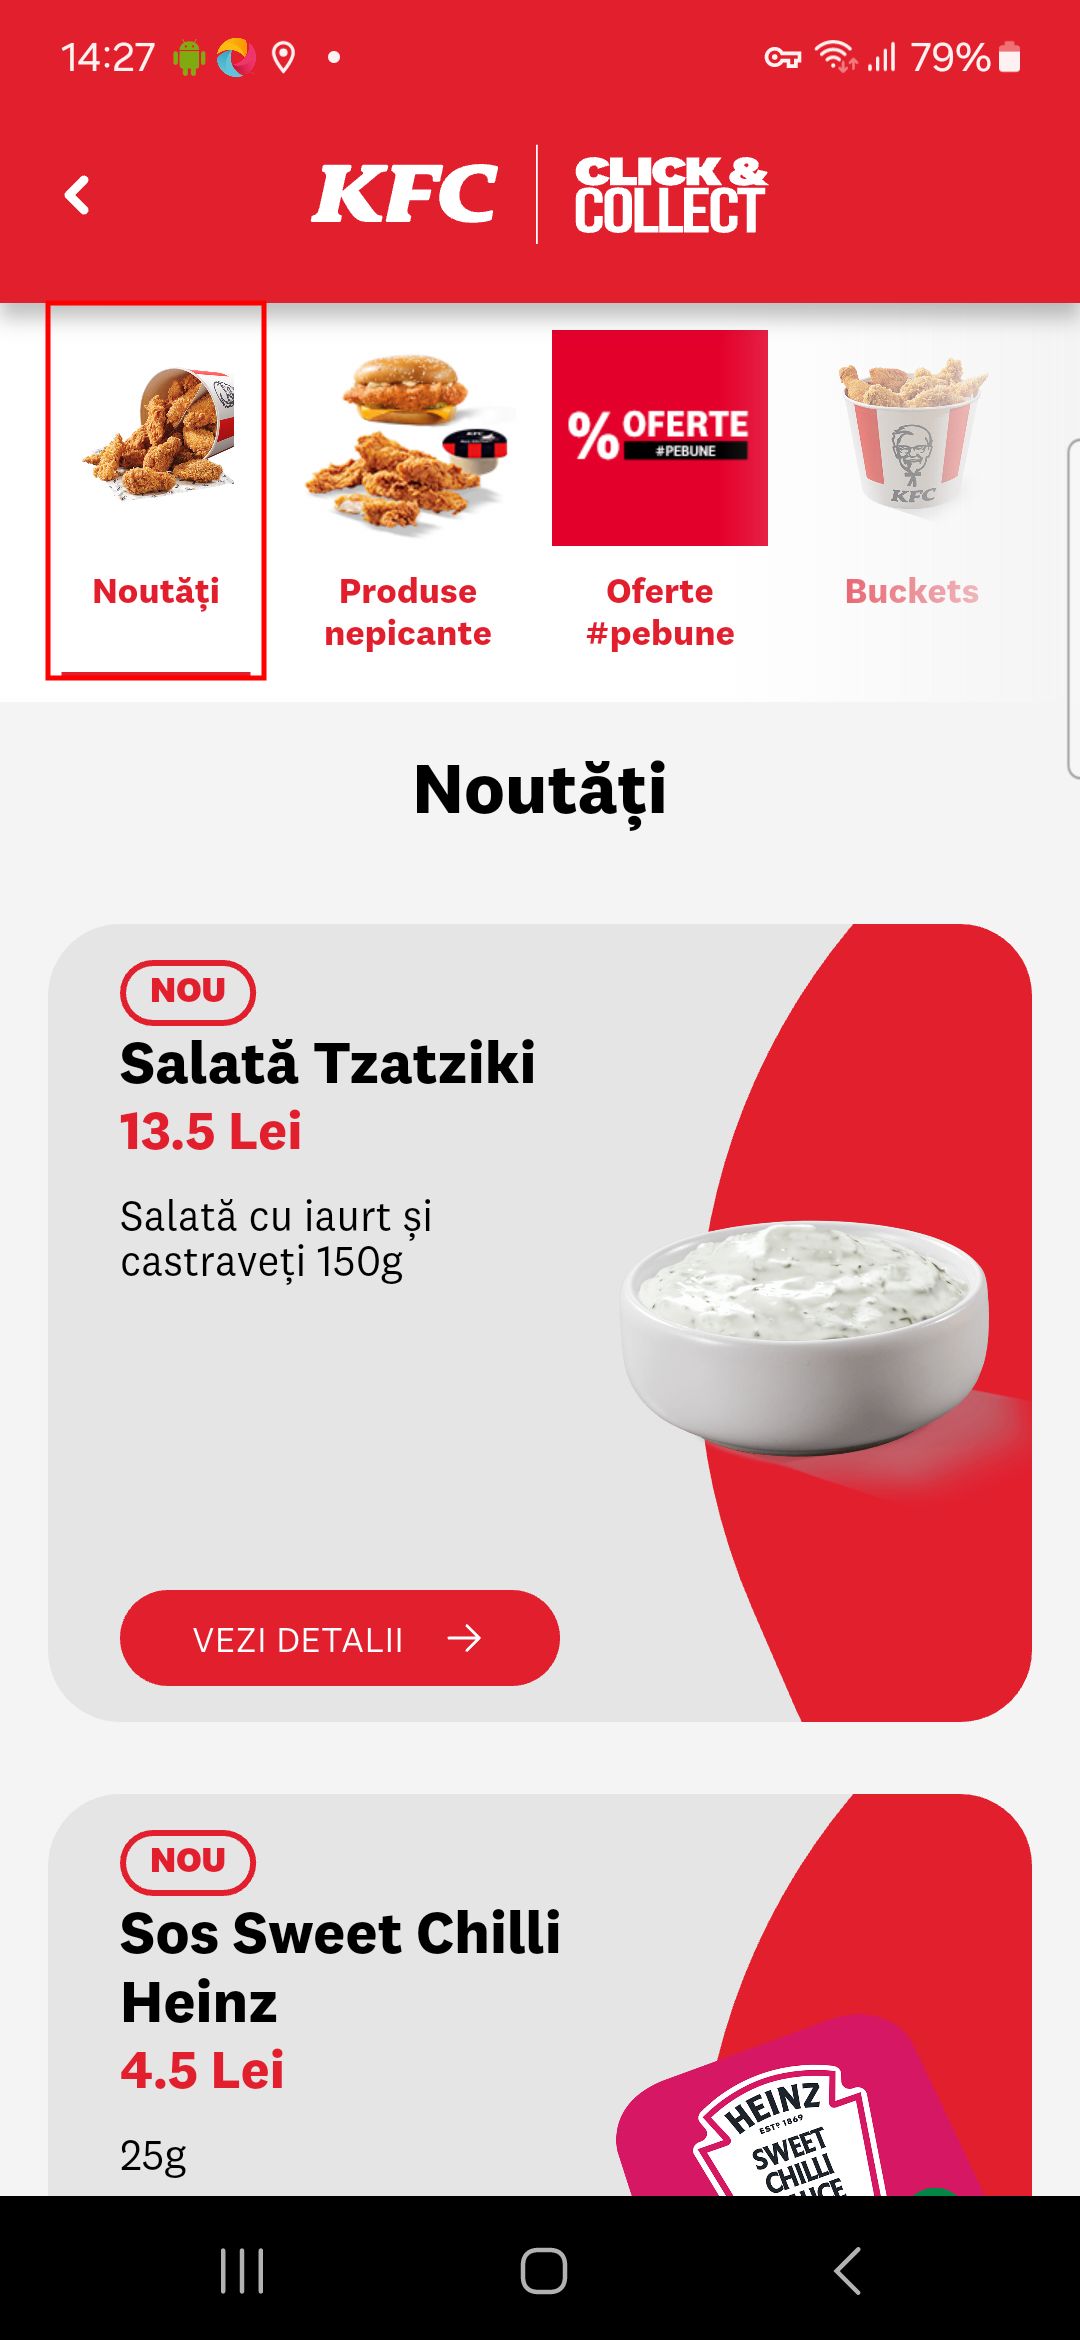 14:27
79%
KFC
CLICK &
COLLECT
Noutăți
Produse
nepicante
% OFERTE
#PEBUNE
Oferte
#pebune
KFC
Buckets
Noutăți
NOU
Salată Tzatziki
13.5 Lei
Salată cu iaurt și
castraveți 150g
VEZI DETALII
NOU
Sos Sweet Chilli
Heinz
4.5 Lei
25g
HEINZ
ESTD 1869
SWEET
CHILLI